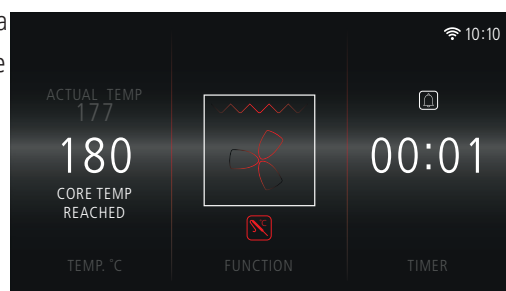 a
e
10:10
ACTUAL TEMP
177
180
CORE TEMP
REACHED
00:01
°C
TEMP. °C
FUNCTION
TIMER